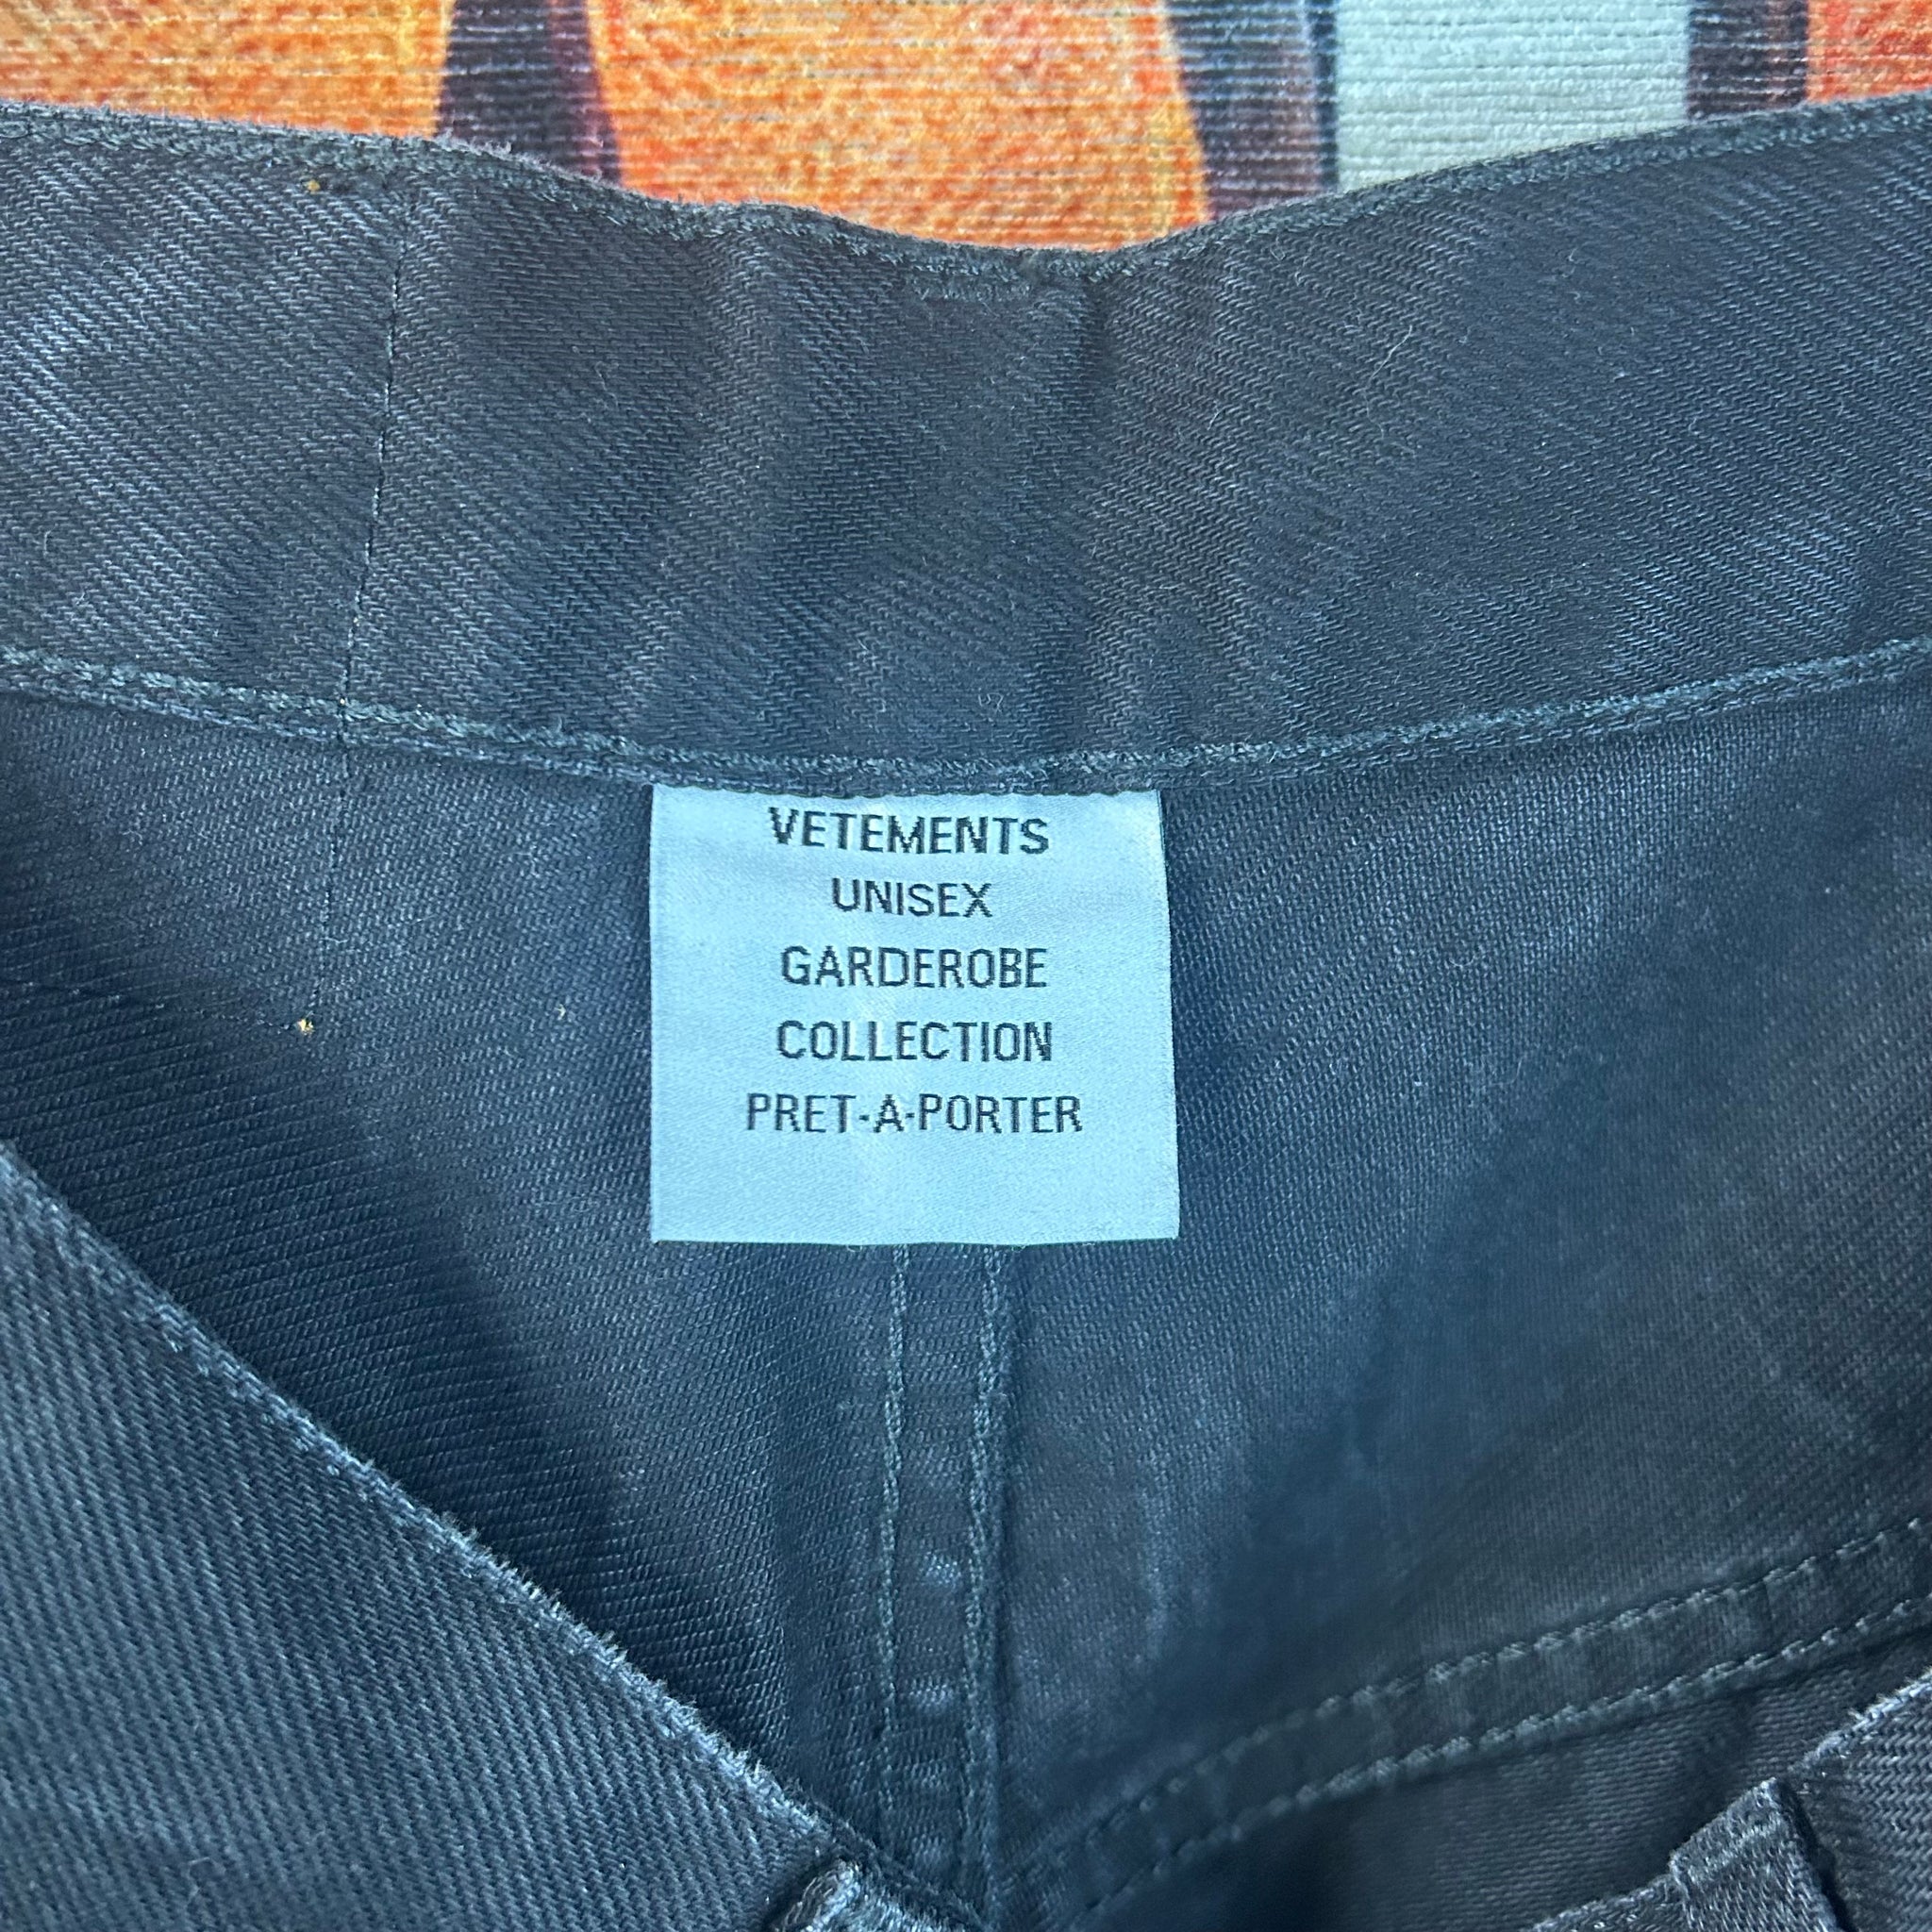 VETEMENTS
UNISEX
GARDEROBE
COLLECTION
PRET-A-PORTER